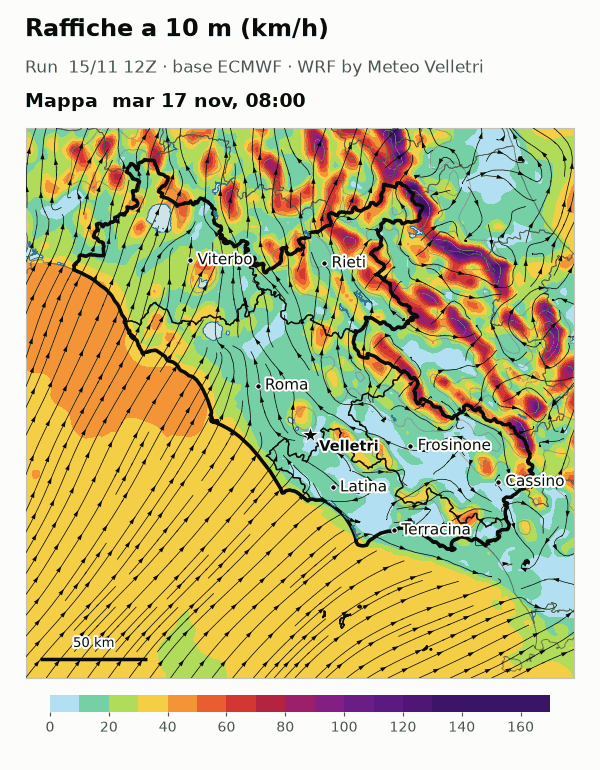 Raffiche a 10 m (km/h)
Run 15/11 12Z · base ECMWF · WRF by Meteo Velletri
Mappa mar 17 nov, 08:00
Viterbo
Rieti
Roma
Velletri
Frosinone
Latina
Cassino
Terracina
50 km
0 20 40 60 80 100 120 140 160